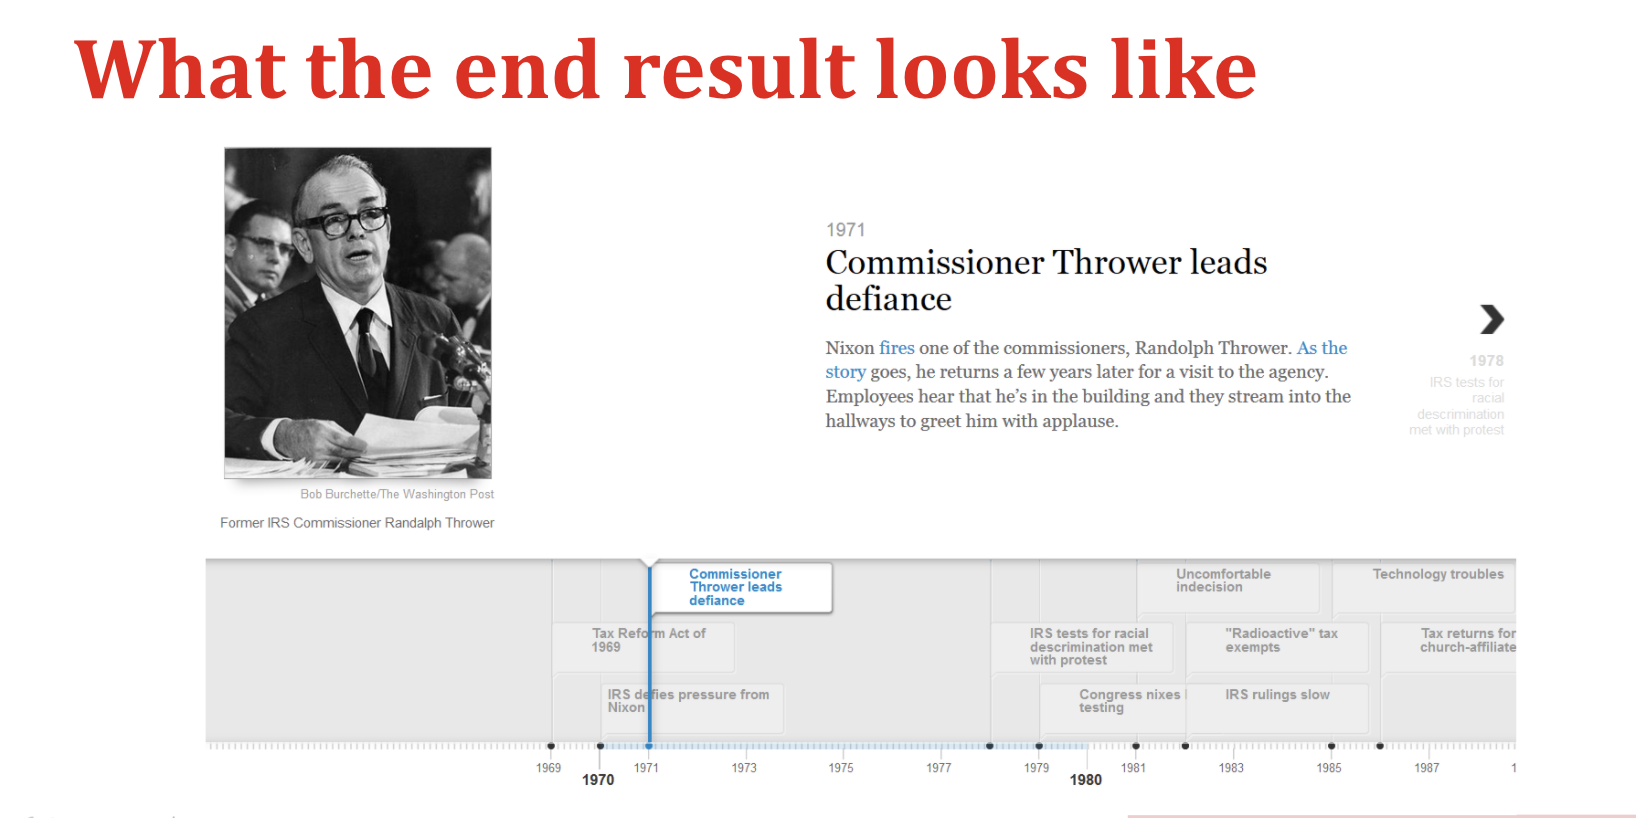 What the end result looks like
1971
Commissioner Thrower leads
defiance
Nixon fires one of the commissioners, Randolph Thrower. As the
story goes, he returns a few years later for a visit to the agency.
Employees hear that he's in the building and they stream into the
hallways to greet him with applause.
1978
IRS tests for
racial
descrimination
met with protest
Bob Burchette/The Washington Post
Former IRS Commissioner Randalph Thrower
Commissioner
Thrower leads
defiance
Uncomfortable
indecision
Technology troubles
Tax Reform Act of
1969
IRS tests for racial
descrimination met
with protest
"Radioactive" tax
exempts
Tax returns for
church-affiliate
IRS defies pressure from
Nixon
Congress nixes
testing
IRS rulings slow
1969
1970
1971
1973
1975
1977
1979
1980
1981
1983
1985
1987
1